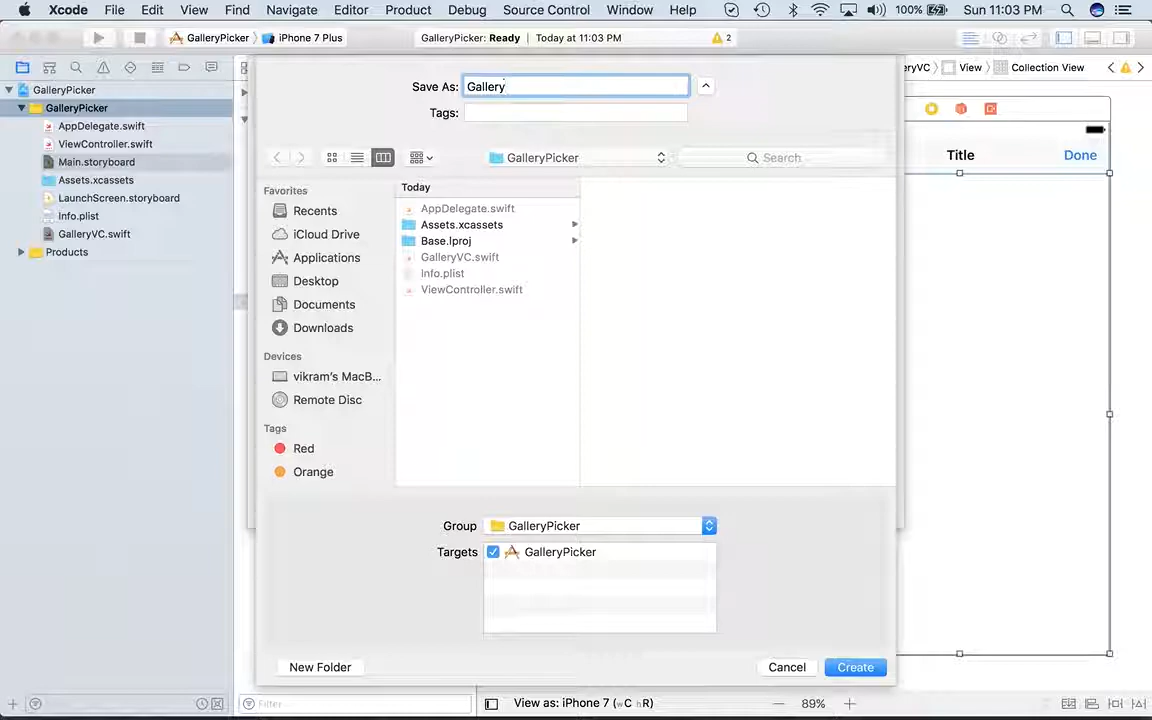 Xcode File Edit View Find Navigate Editor Product Debug Source Control Window Help 100% Sun 11:03 PM
GalleryPicker iPhone 7 Plus GalleryPicker: Ready Today at 11:03 PM 2
eryVC View Collection View
GalleryPicker
GalleryPicker
AppDelegate.swift
ViewController.swift
Main.storyboard
Assets.xcassets
LaunchScreen.storyboard
Info.plist
GalleryVC.swift
Products
Save As: Gallery
Tags:
GalleryPicker Search
Favorites
Recents
iCloud Drive
Applications
Desktop
Documents
Downloads
Devices
vikram's MacB...
Remote Disc
Tags
Red
Orange
Today
AppDelegate.swift
Assets.xcassets
Base.lproj
GalleryVC.swift
Info.plist
ViewController.swift
Group GalleryPicker
Targets GalleryPicker
New Folder Cancel Create
Title Done
Filter View as: iPhone 7 (wC hR) 89%